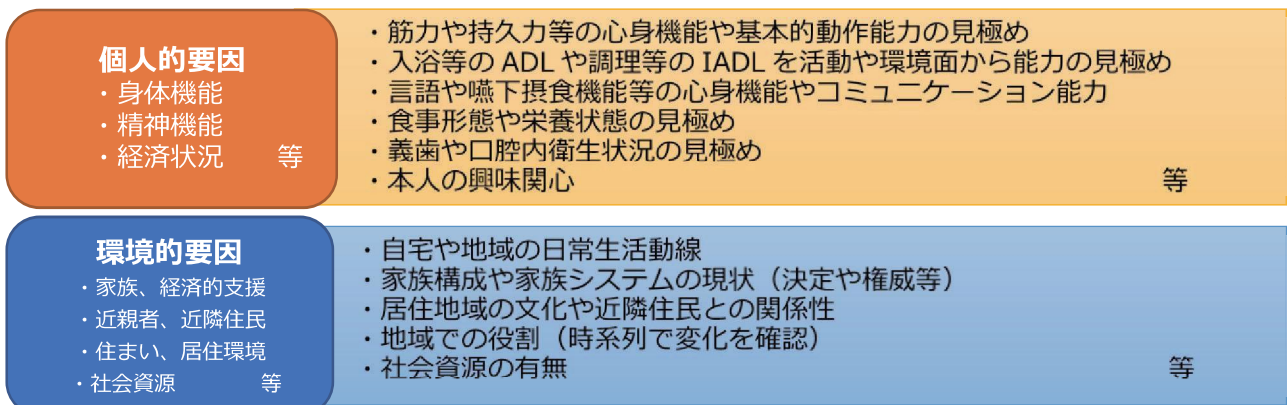 個人的要因
・身体機能
・精神機能
・経済状況　　等
・筋力や持久力等の心身機能や基本的動作能力の見極め
・入浴等の ADL や調理等の IADL を活動や環境面から能力の見極め
・言語や嚥下摂食機能等の心身機能やコミュニケーション能力
・食事形態や栄養状態の見極め
・義歯や口腔内衛生状況の見極め
・本人の興味関心　　等
環境的要因
・家族、経済的支援
・近親者、近隣住民
・住まい、居住環境
・社会資源　　等
・自宅や地域の日常生活動線
・家族構成や家族システムの現状（決定や権威等）
・居住地域の文化や近隣住民との関係性
・地域での役割（時系列で変化を確認）
・社会資源の有無　　等